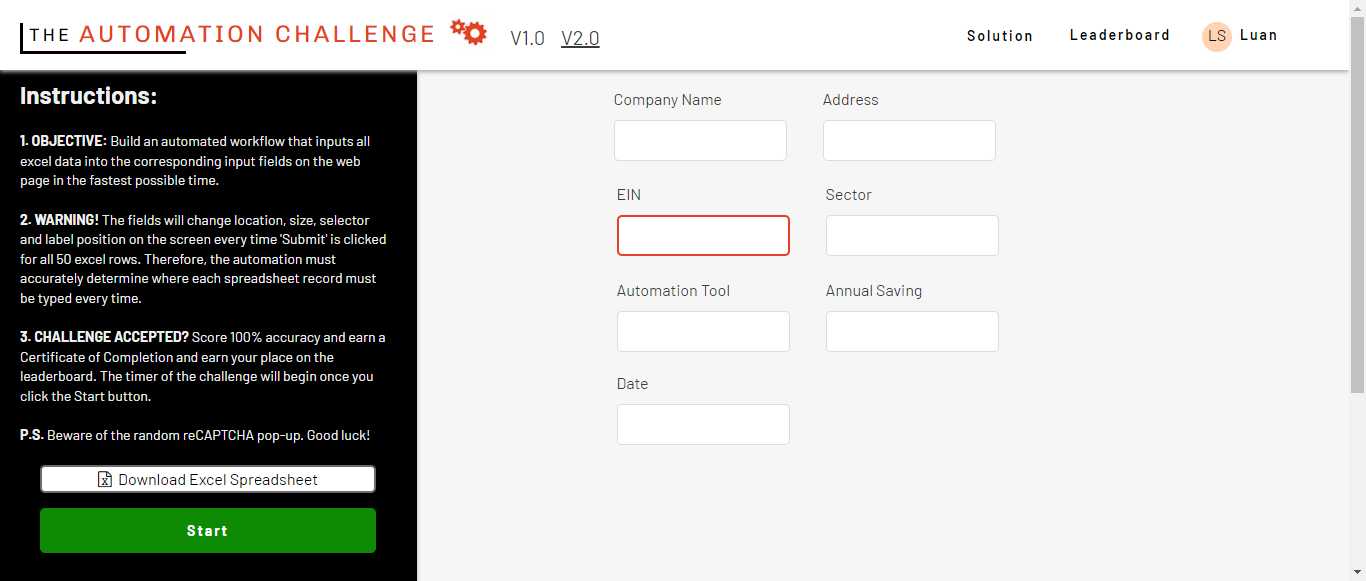 THE AUTOMATION CHALLENGE V1.0 V2.0 Solution Leaderboard LS Luan
Instructions:
1. OBJECTIVE: Build an automated workflow that inputs all
excel data into the corresponding input fields on the web
page in the fastest possible time.
2. WARNING! The fields will change location, size, selector
and label position on the screen every time 'Submit' is clicked
for all 50 excel rows. Therefore, the automation must
accurately determine where each spreadsheet record must
be typed every time.
3. CHALLENGE ACCEPTED? Score 100% accuracy and earn a
Certificate of Completion and earn your place on the
leaderboard. The timer of the challenge will begin once you
click the Start button.
P.S. Beware of the random reCAPTCHA pop-up. Good luck!
Download Excel Spreadsheet
Start
Company Name Address
EIN Sector
Automation Tool Annual Saving
Date